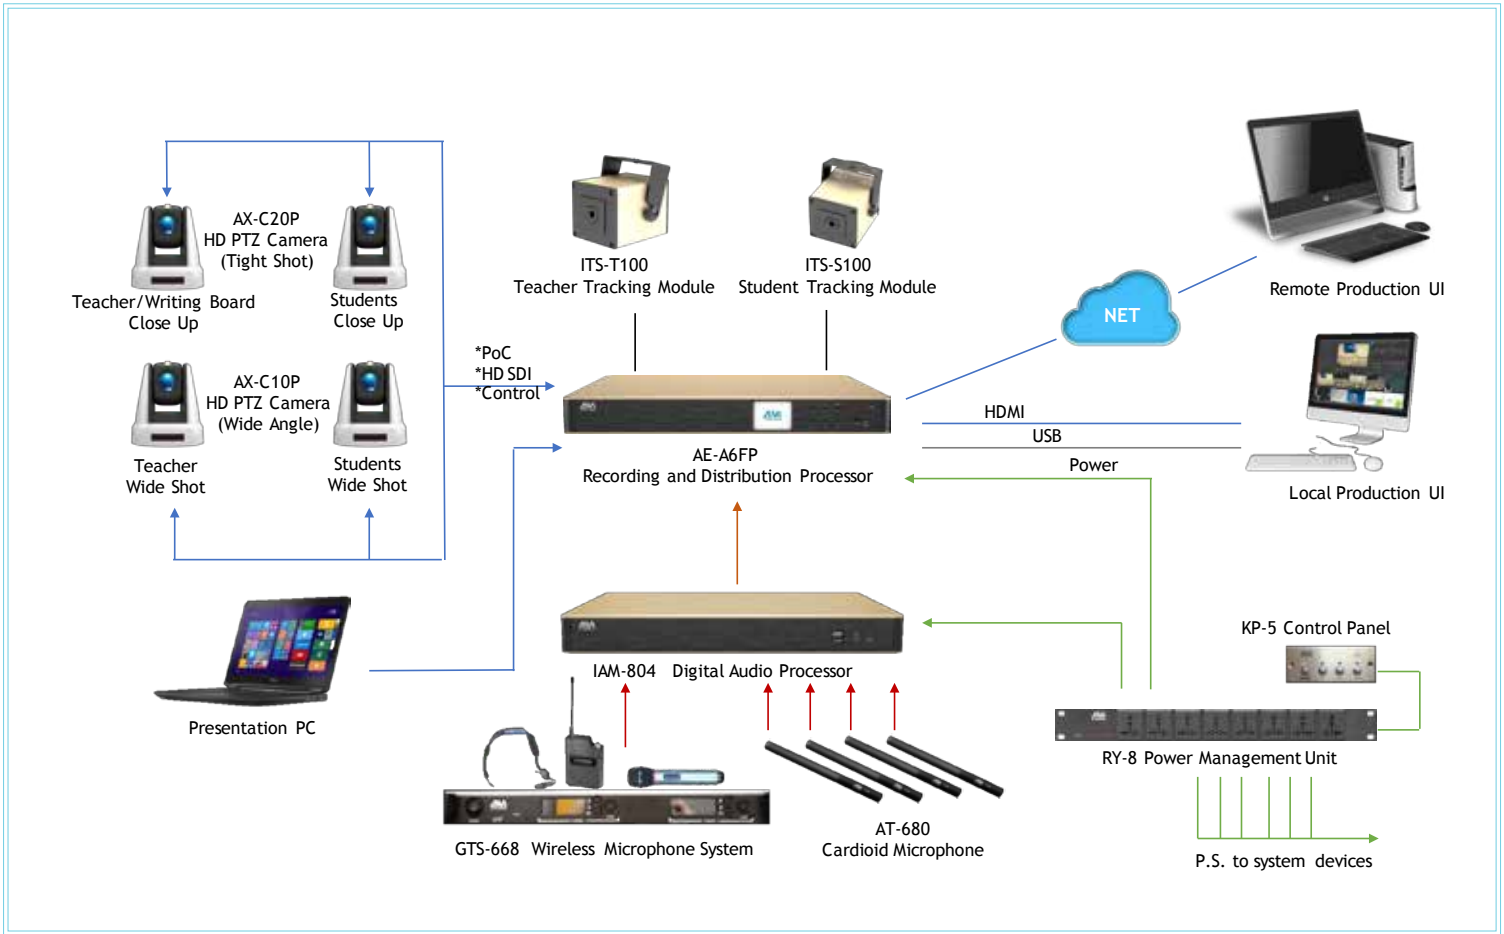 AX-C20P
HD PTZ Camera
(Tight Shot)
Teacher/Writing Board
Close Up
Students
Close Up
AX-C10P
HD PTZ Camera
(Wide Angle)
Teacher
Wide Shot
Students
Wide Shot
ITS-T100
Teacher Tracking Module
ITS-S100
Student Tracking Module
*PoC
*HD SDI
*Control
NET
Remote Production UI
HDMI
USB
Power
Local Production UI
AE-A6FP
Recording and Distribution Processor
Presentation PC
IAM-804 Digital Audio Processor
KP-5 Control Panel
RY-8 Power Management Unit
GTS-668 Wireless Microphone System
AT-680
Cardioid Microphone
P.S. to system devices